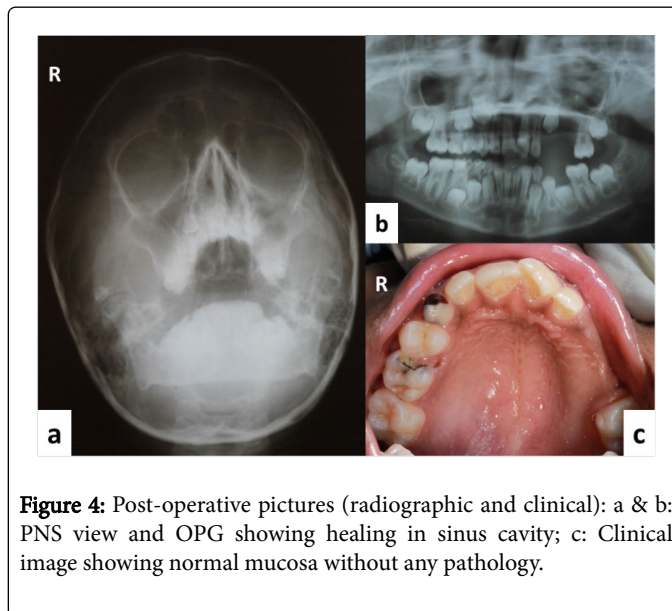 R
b
R
a
c
Figure 4: Post-operative pictures (radiographic and clinical): a & b:
PNS view and OPG showing healing in sinus cavity; c: Clinical
image showing normal mucosa without any pathology.